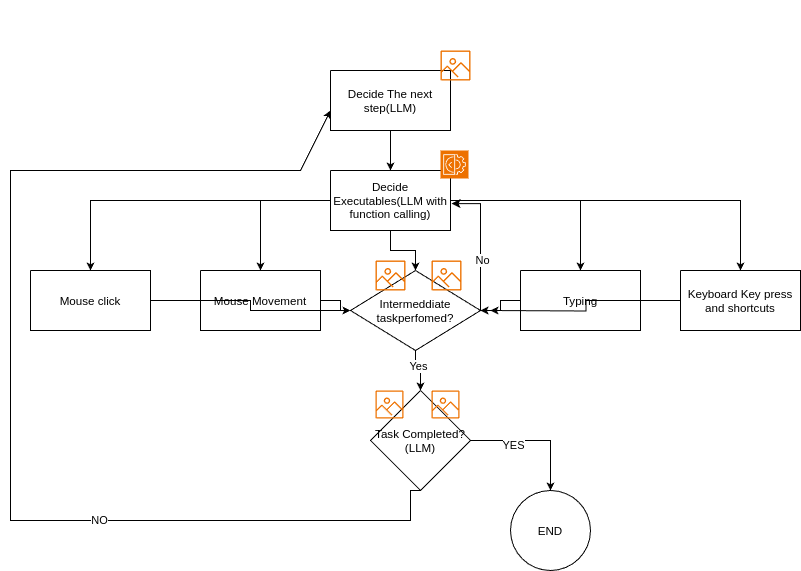 Decide The next
step(LLM)
Decide
Executables(LLM with
function calling)
No
Mouse click
Mouse Movement
Intermeddiate
taskperfomed?
Typing
Keyboard Key press
and shortcuts
Yes
Task Completed?
(LLM)
YES
NO
END